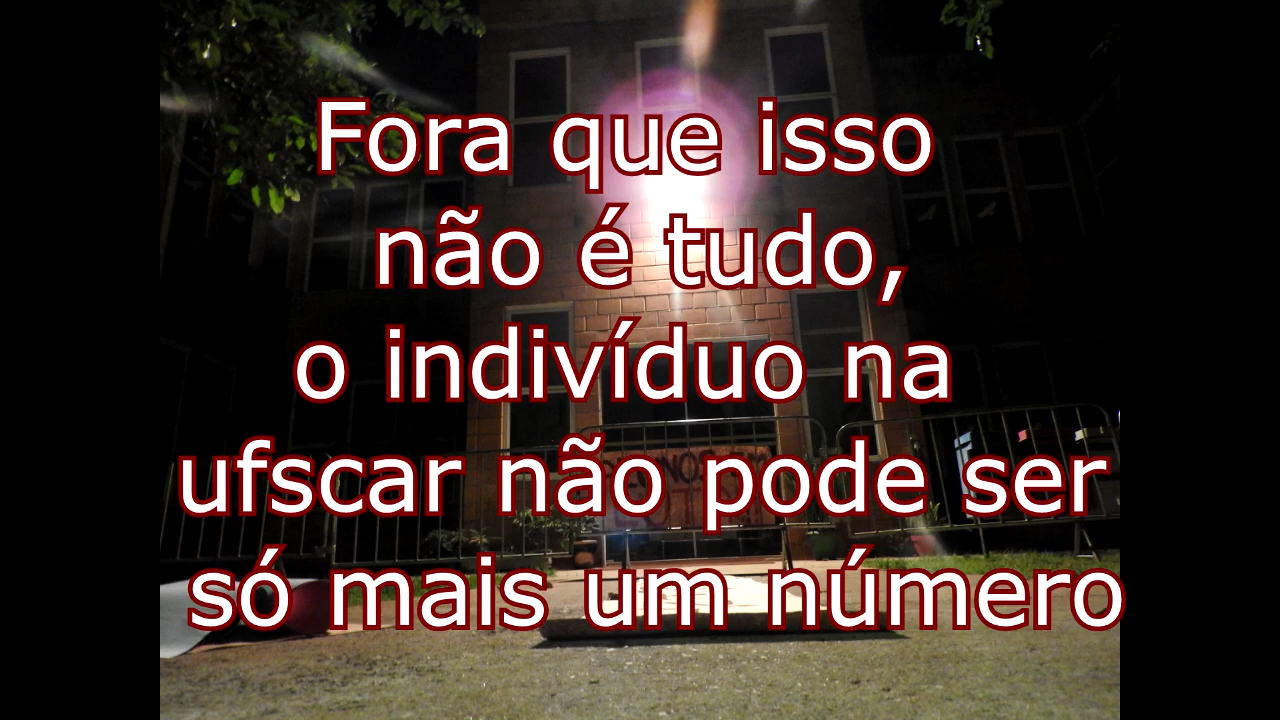 Fora que isso
não é tudo,
o indivíduo na
ufscar não pode ser
só mais um número